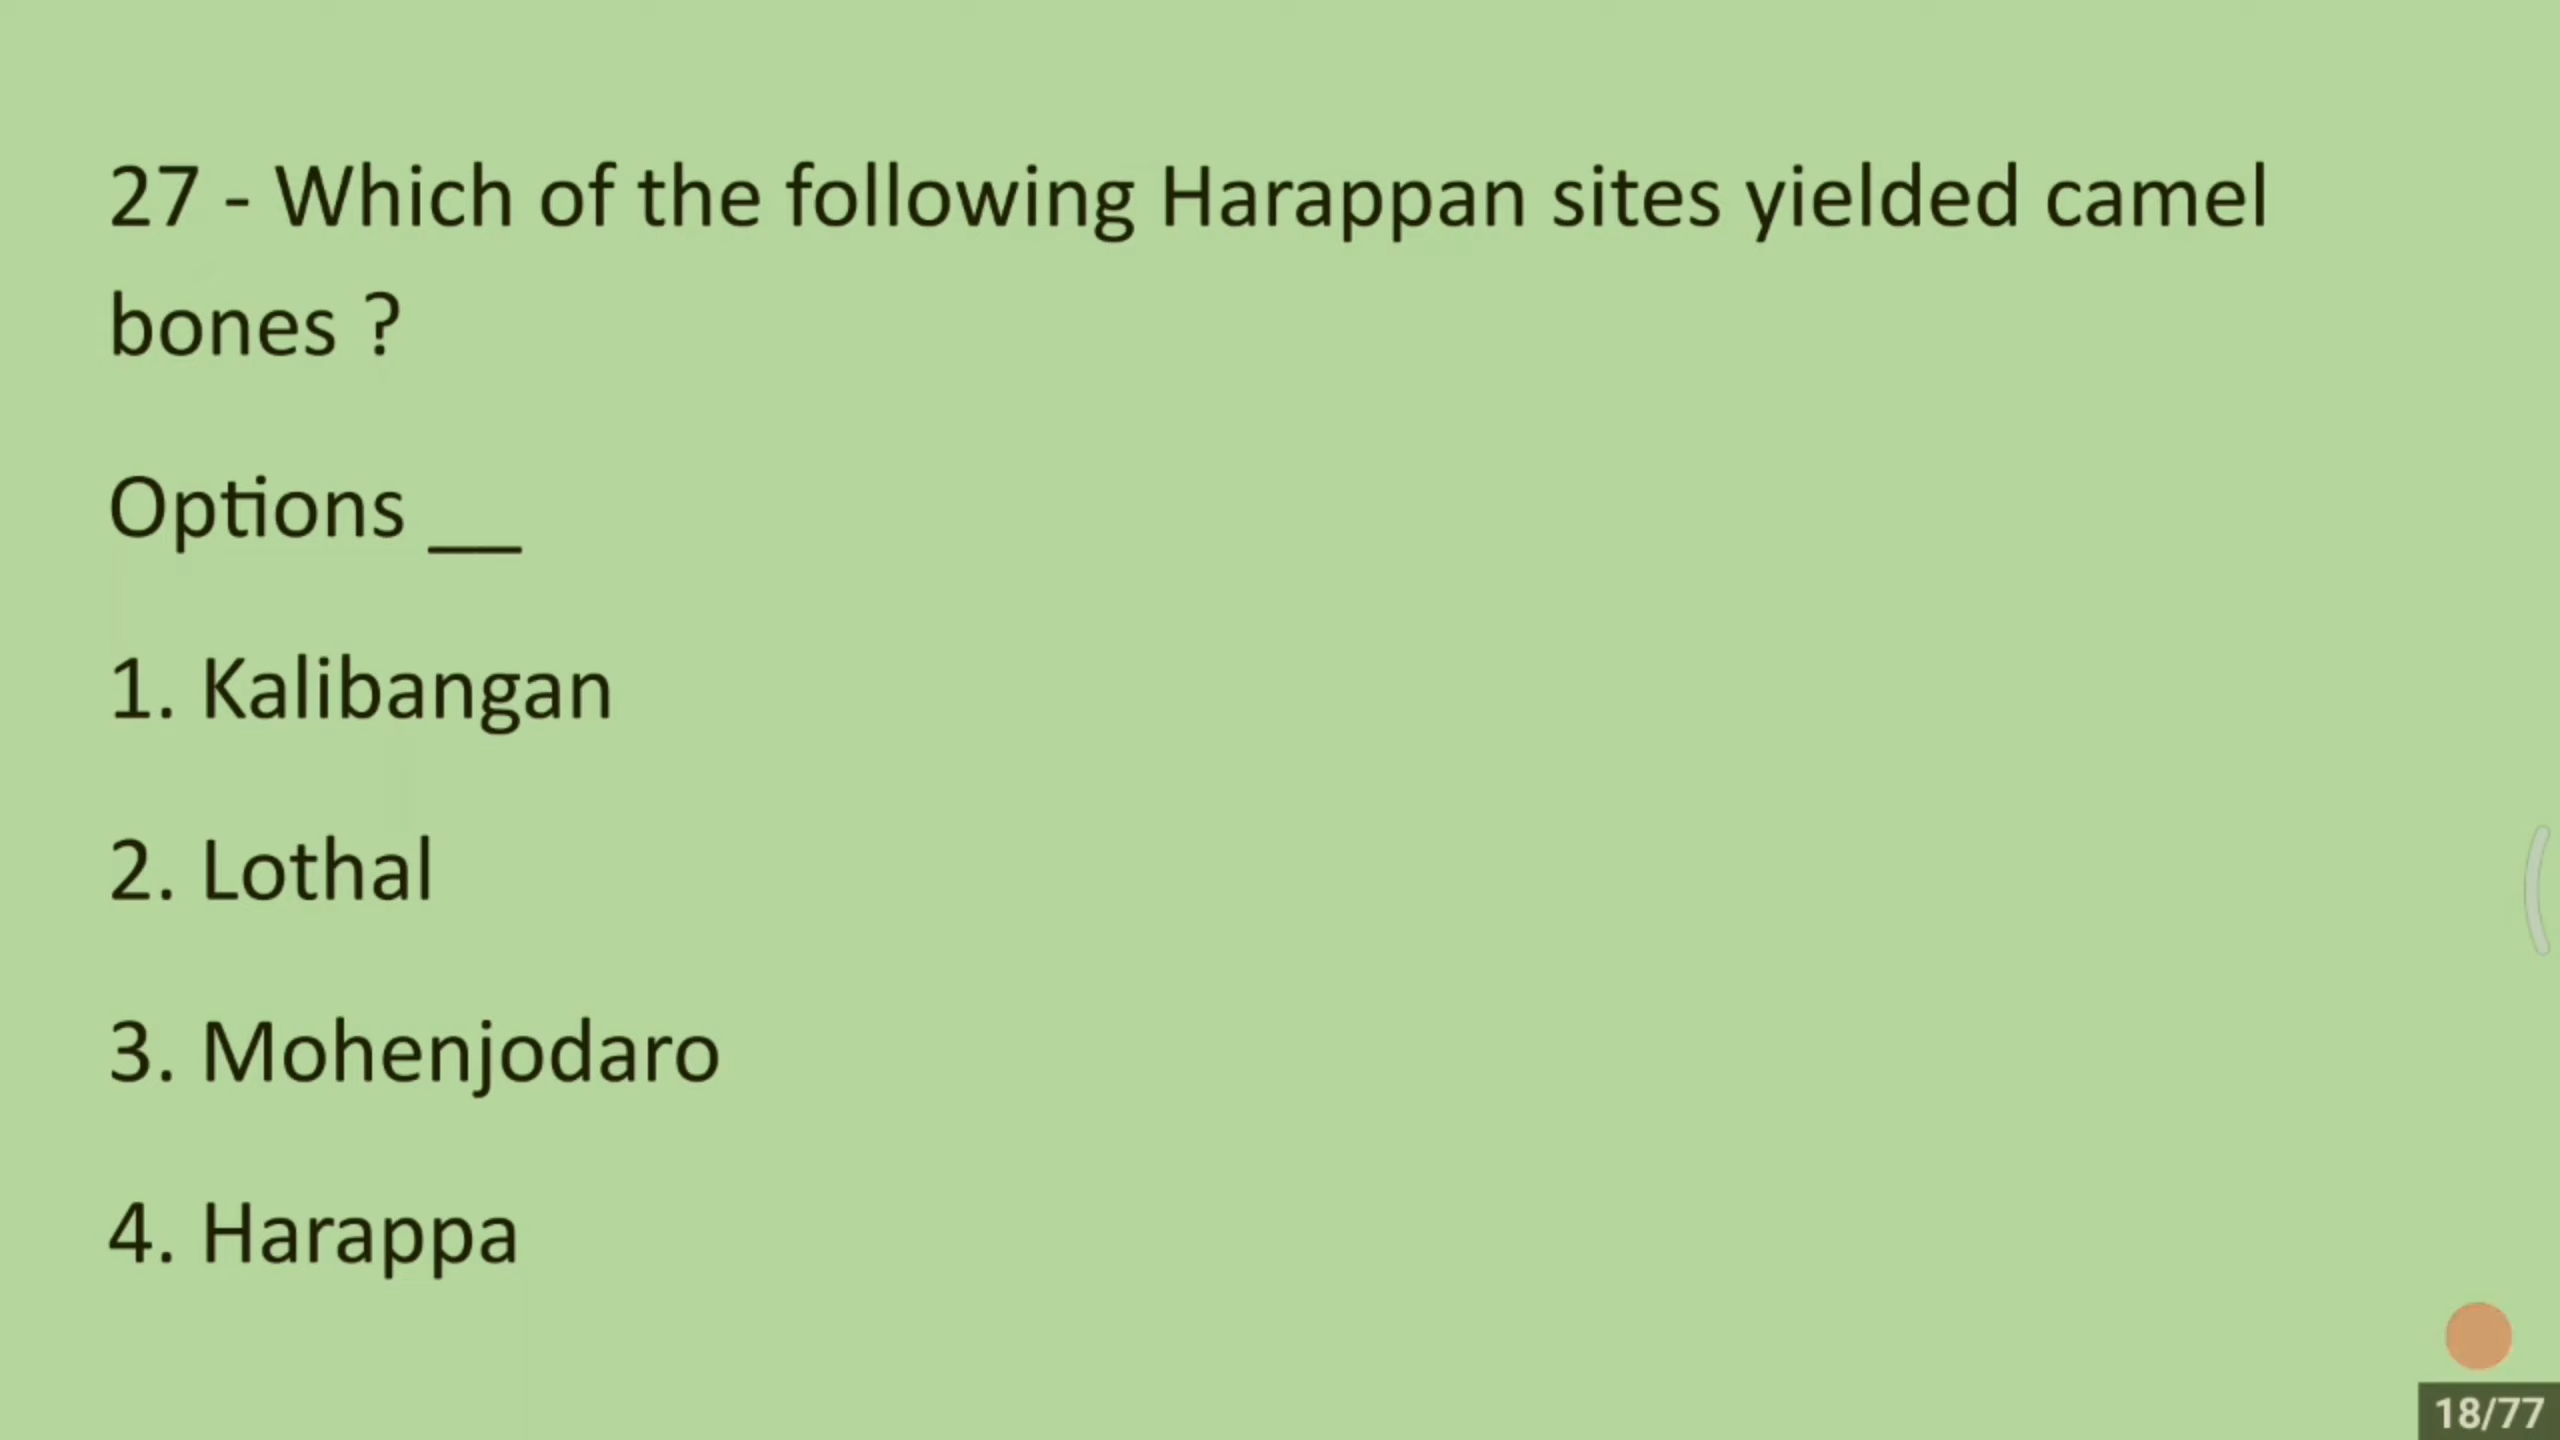 27 - Which of the following Harappan sites yielded camel
bones ?
Options __
1. Kalibangan
2. Lothal
3. Mohenjodaro
4. Harappa
18/77